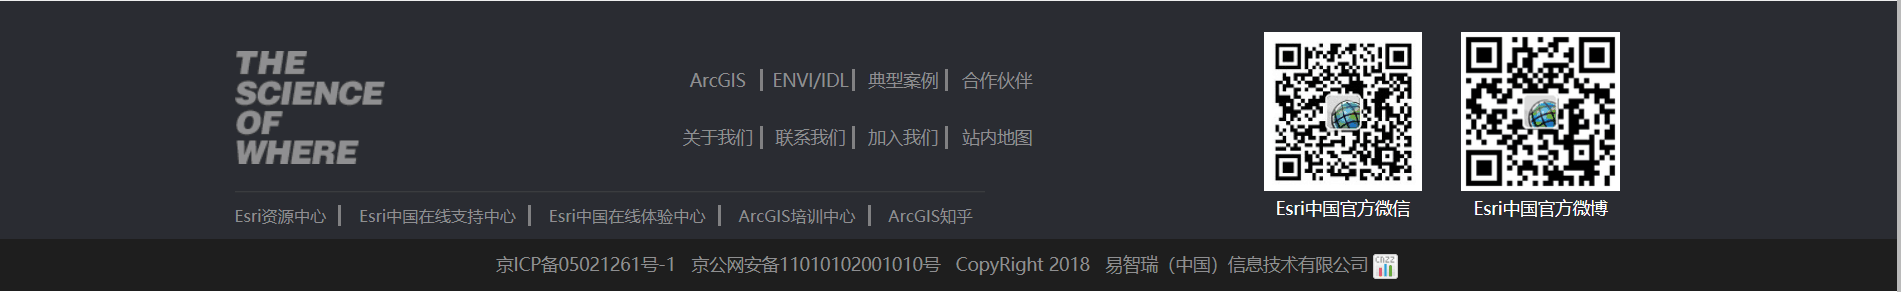 THE
SCIENCE
OF
WHERE
ArcGIS ENVI/IDL 典型案例 合作伙伴
关于我们 联系我们 加入我们 站内地图
Esri资源中心 Esri中国在线支持中心 Esri中国在线体验中心 ArcGIS培训中心 ArcGIS知乎
Esri中国官方微信 Esri中国官方微博
京ICP备05021261号-1 京公网安备11010102001010号 CopyRight 2018 易智瑞（中国）信息技术有限公司 CNZZ